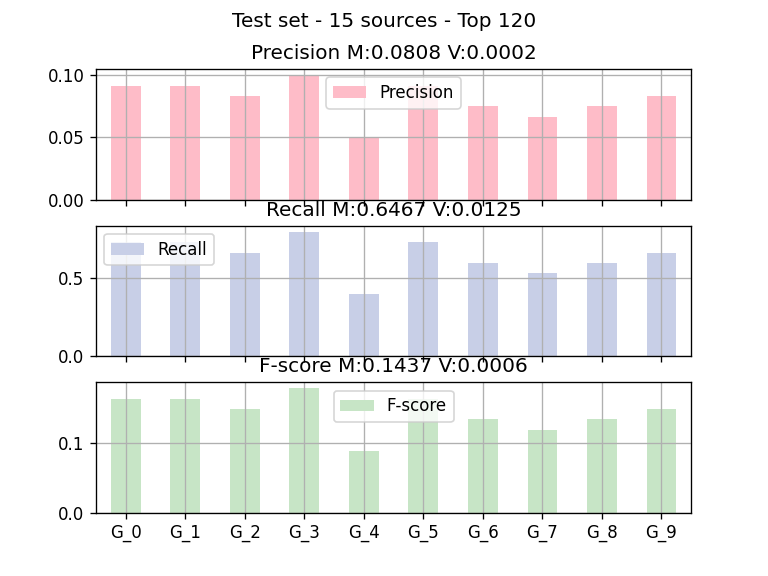 Test set - 15 sources - Top 120
Precision M:0.0808 V:0.0002
0.10
0.05
0.00
Precision
Recall M:0.6467 V:0.0125
0.5
0.0
Recall
F-score M:0.1437 V:0.0006
0.1
0.0
F-score
G_0 G_1 G_2 G_3 G_4 G_5 G_6 G_7 G_8 G_9